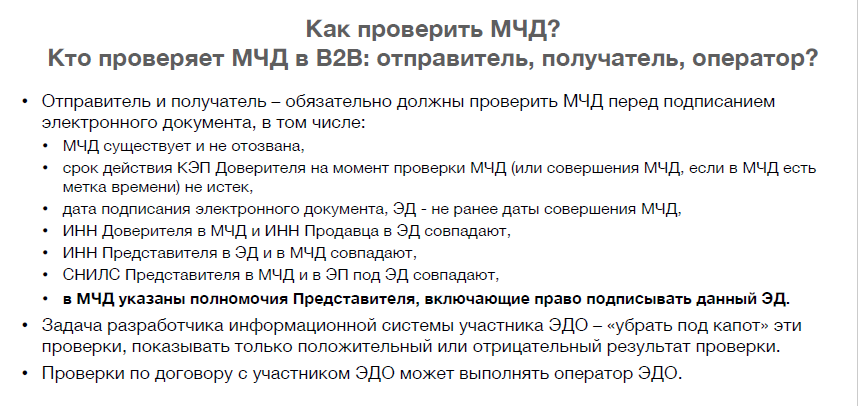 Как проверить МЧД?
Кто проверяет МЧД в B2B: отправитель, получатель, оператор?
• Отправитель и получатель – обязательно должны проверить МЧД перед подписанием
электронного документа, в том числе:
• МЧД существует и не отозвана,
• срок действия КЭП Доверителя на момент проверки МЧД (или совершения МЧД, если в МЧД есть
метка времени) не истек,
• дата подписания электронного документа, ЭД - не ранее даты совершения МЧД,
• ИНН Доверителя в МЧД и ИНН Продавца в ЭД совпадают,
• ИНН Представителя в ЭД и в МЧД совпадают,
• СНИЛС Представителя в МЧД и в ЭП под ЭД совпадают,
• в МЧД указаны полномочия Представителя, включающие право подписывать данный ЭД.
• Задача разработчика информационной системы участника ЭДО – «убрать под капот» эти
проверки, показывать только положительный или отрицательный результат проверки.
• Проверки по договору с участником ЭДО может выполнять оператор ЭДО.